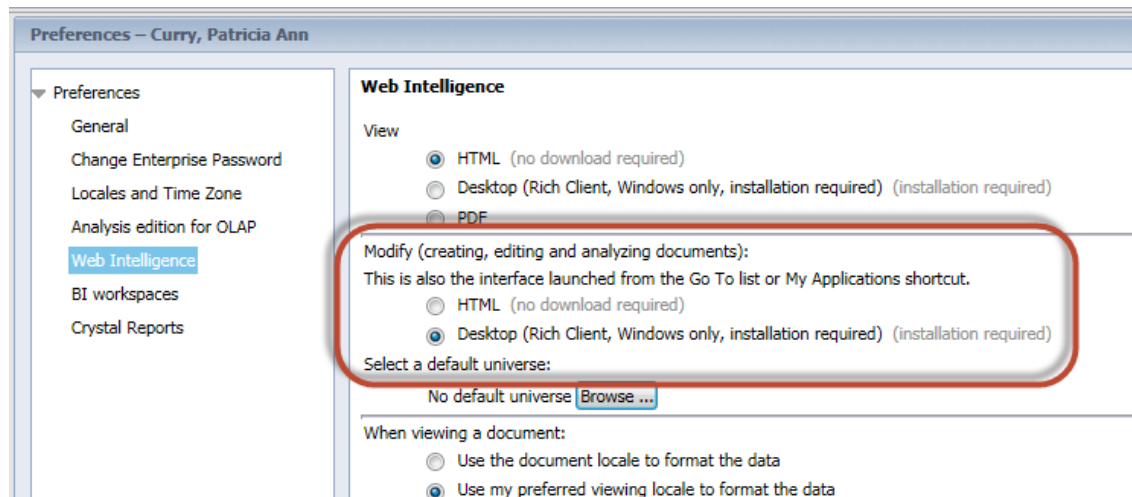 Preferences – Curry, Patricia Ann
Preferences
General
Change Enterprise Password
Locales and Time Zone
Analysis edition for OLAP
Web Intelligence
BI workspaces
Crystal Reports
Web Intelligence
View
HTML (no download required)
Desktop (Rich Client, Windows only, installation required) (installation required)
PDF
Modify (creating, editing and analyzing documents):
This is also the interface launched from the Go To list or My Applications shortcut.
HTML (no download required)
Desktop (Rich Client, Windows only, installation required) (installation required)
Select a default universe:
No default universe Browse ...
When viewing a document:
Use the document locale to format the data
Use my preferred viewing locale to format the data